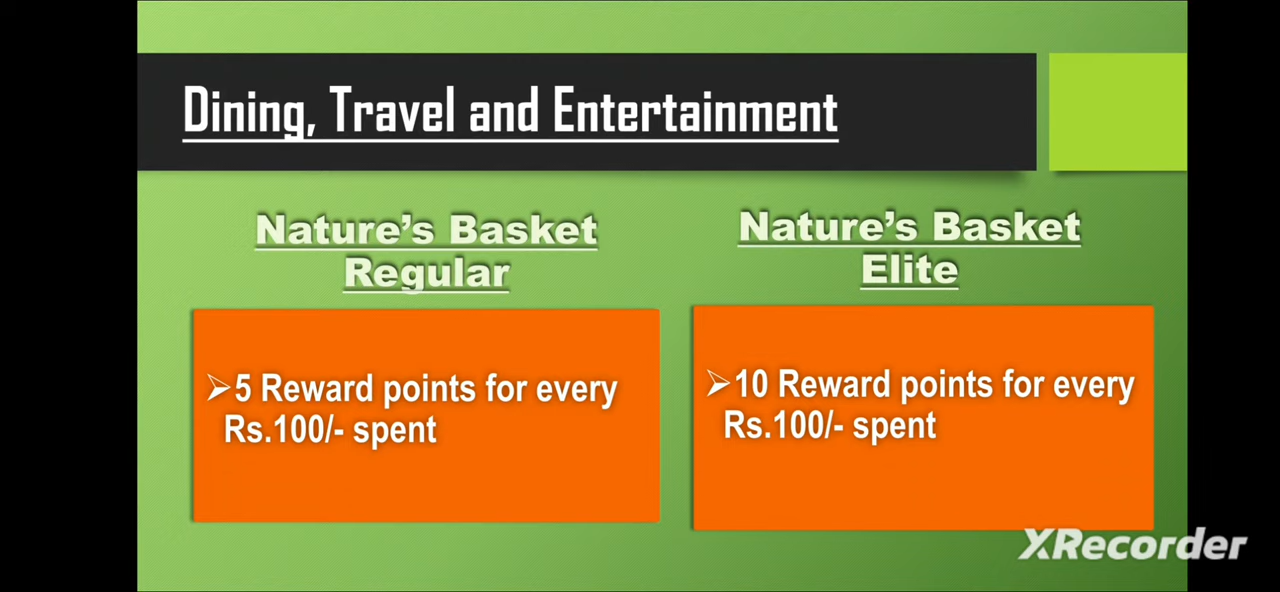 Dining, Travel and Entertainment
Nature's Basket
Regular
➢5 Reward points for every
Rs.100/- spent
Nature's Basket
Elite
➢10 Reward points for every
Rs.100/- spent
XRecorder